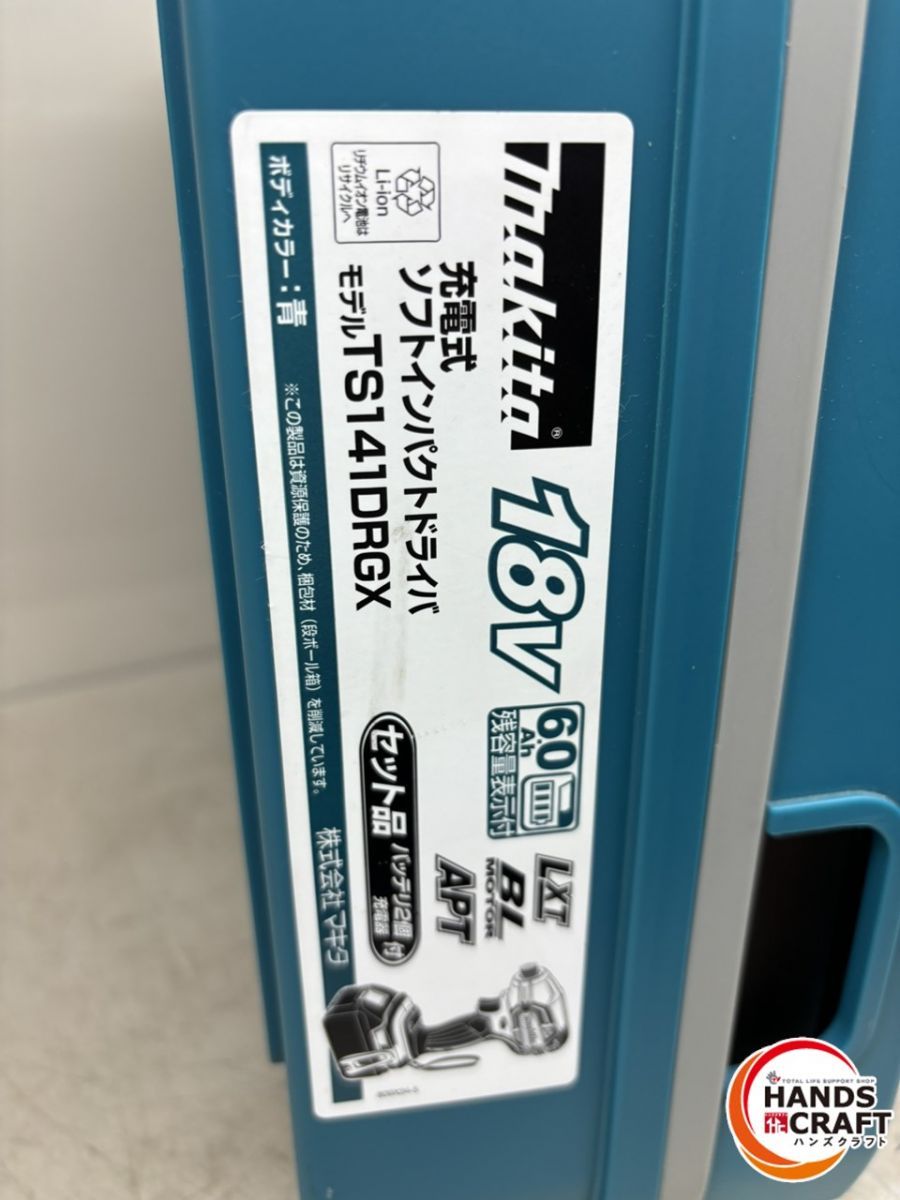 makita®
18V
6.0
Ah
残容量表示付
LXT
BL
MOTOR
APT
リチウムイオン電池は
リサイクルへ
Li-ion
充電式
ソフトインパクトドライバ
モデルTS141DRGX
セット品 バッテリ2個 充電器 付
ボディカラー：青
※この製品は資源保護のため、梱包材（段ボール箱）を削減しています。
株式会社 マキタ
TOTAL LIFE SUPPORT SHOP
HANDS
CRAFT
ハンズクラフト